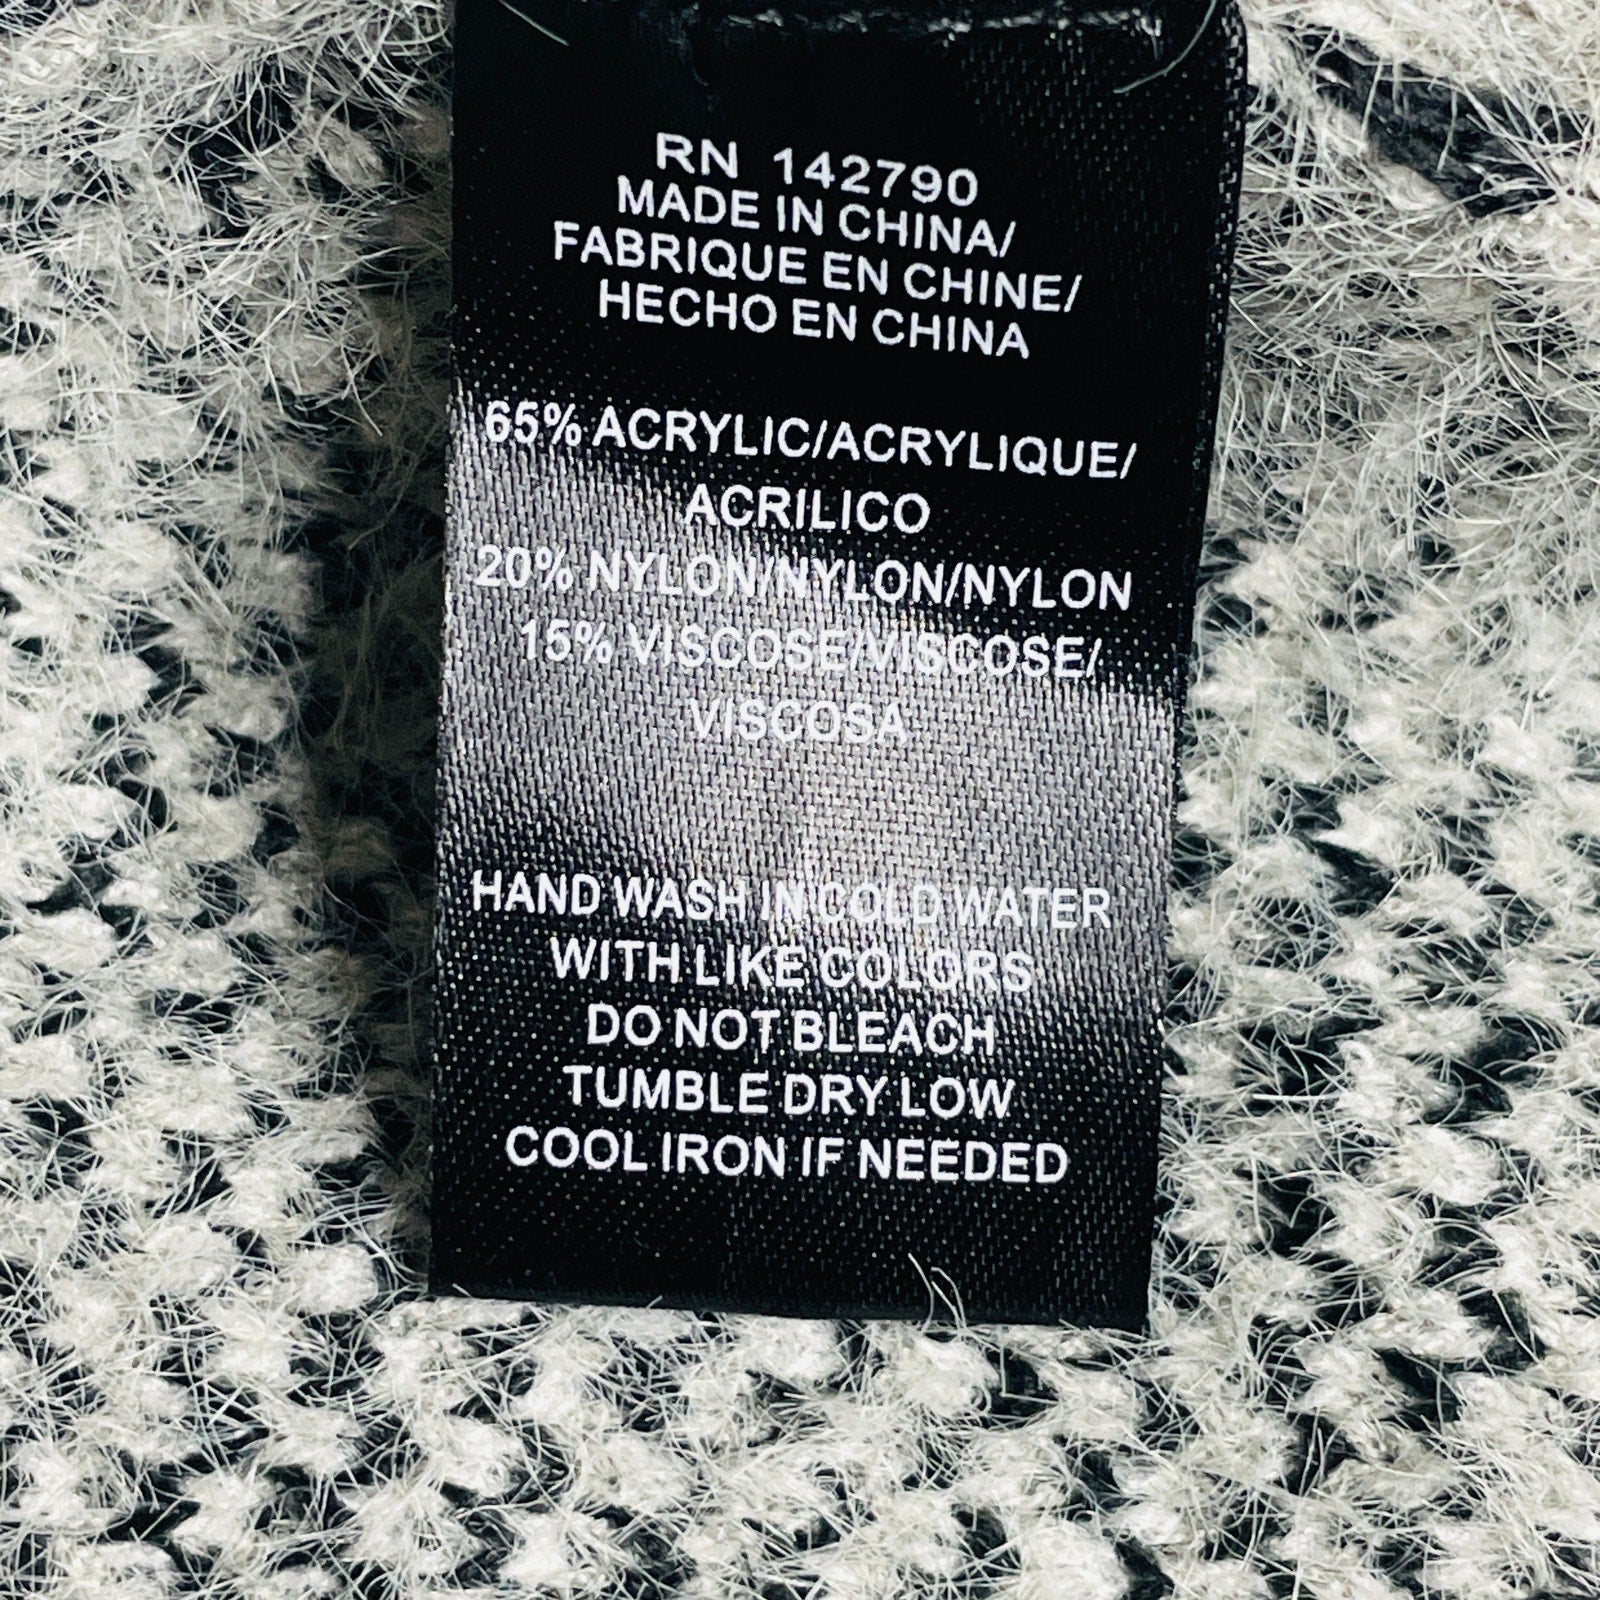 RN 142790
MADE IN CHINA/
FABRIQUE EN CHINE/
HECHO EN CHINA
65% ACRYLIC/ACRYLIQUE/
ACRILICO
20% NYLON/NYLON/NYLON
15% VISCOSE/VISCOSE/
VISCOSA
HAND WASH IN COLD WATER
WITH LIKE COLORS
DO NOT BLEACH
TUMBLE DRY LOW
COOL IRON IF NEEDED